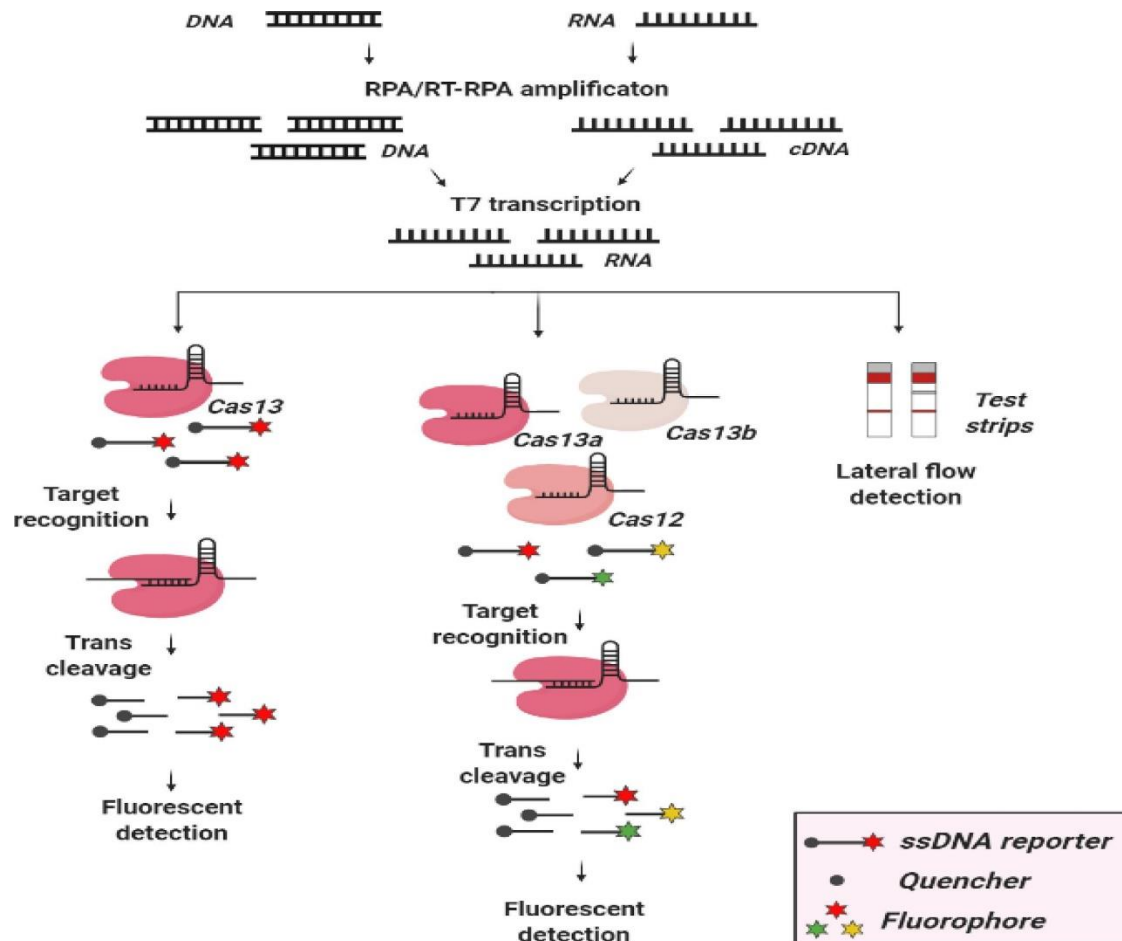 DNA
RNA
RPA/RT-RPA amplificaton
DNA
cDNA
T7 transcription
RNA
Cas13
Target
recognition
Trans
cleavage
Fluorescent
detection
Cas13a
Cas13b
Cas12
Target
recognition
Trans
cleavage
Fluorescent
detection
Test
strips
Lateral flow
detection
ssDNA reporter
Quencher
Fluorophore